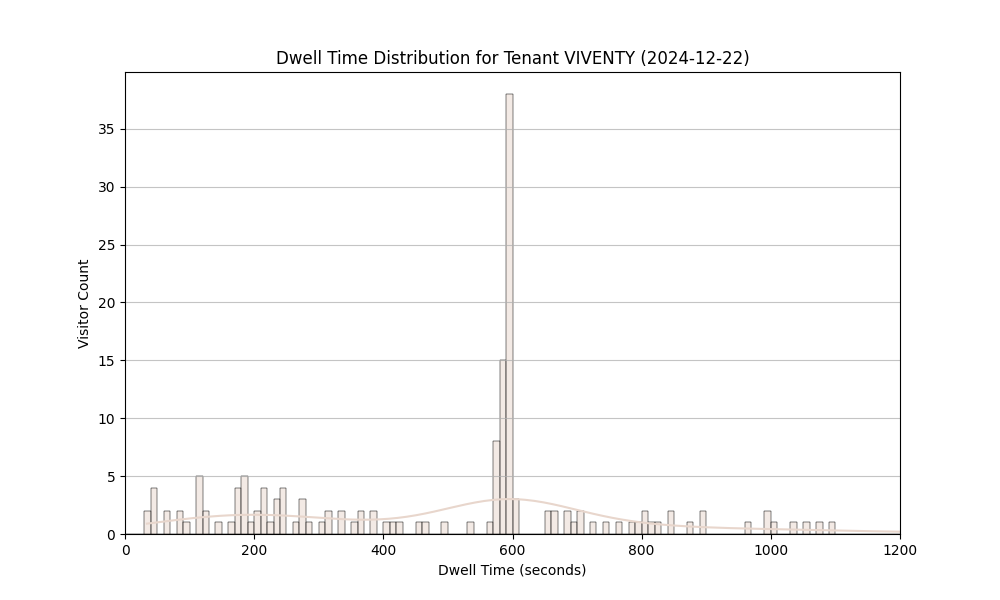 Dwell Time Distribution for Tenant VIVENTY (2024-12-22)
35
30
25
20
15
10
5
0
Visitor Count
0 200 400 600 800 1000 1200
Dwell Time (seconds)